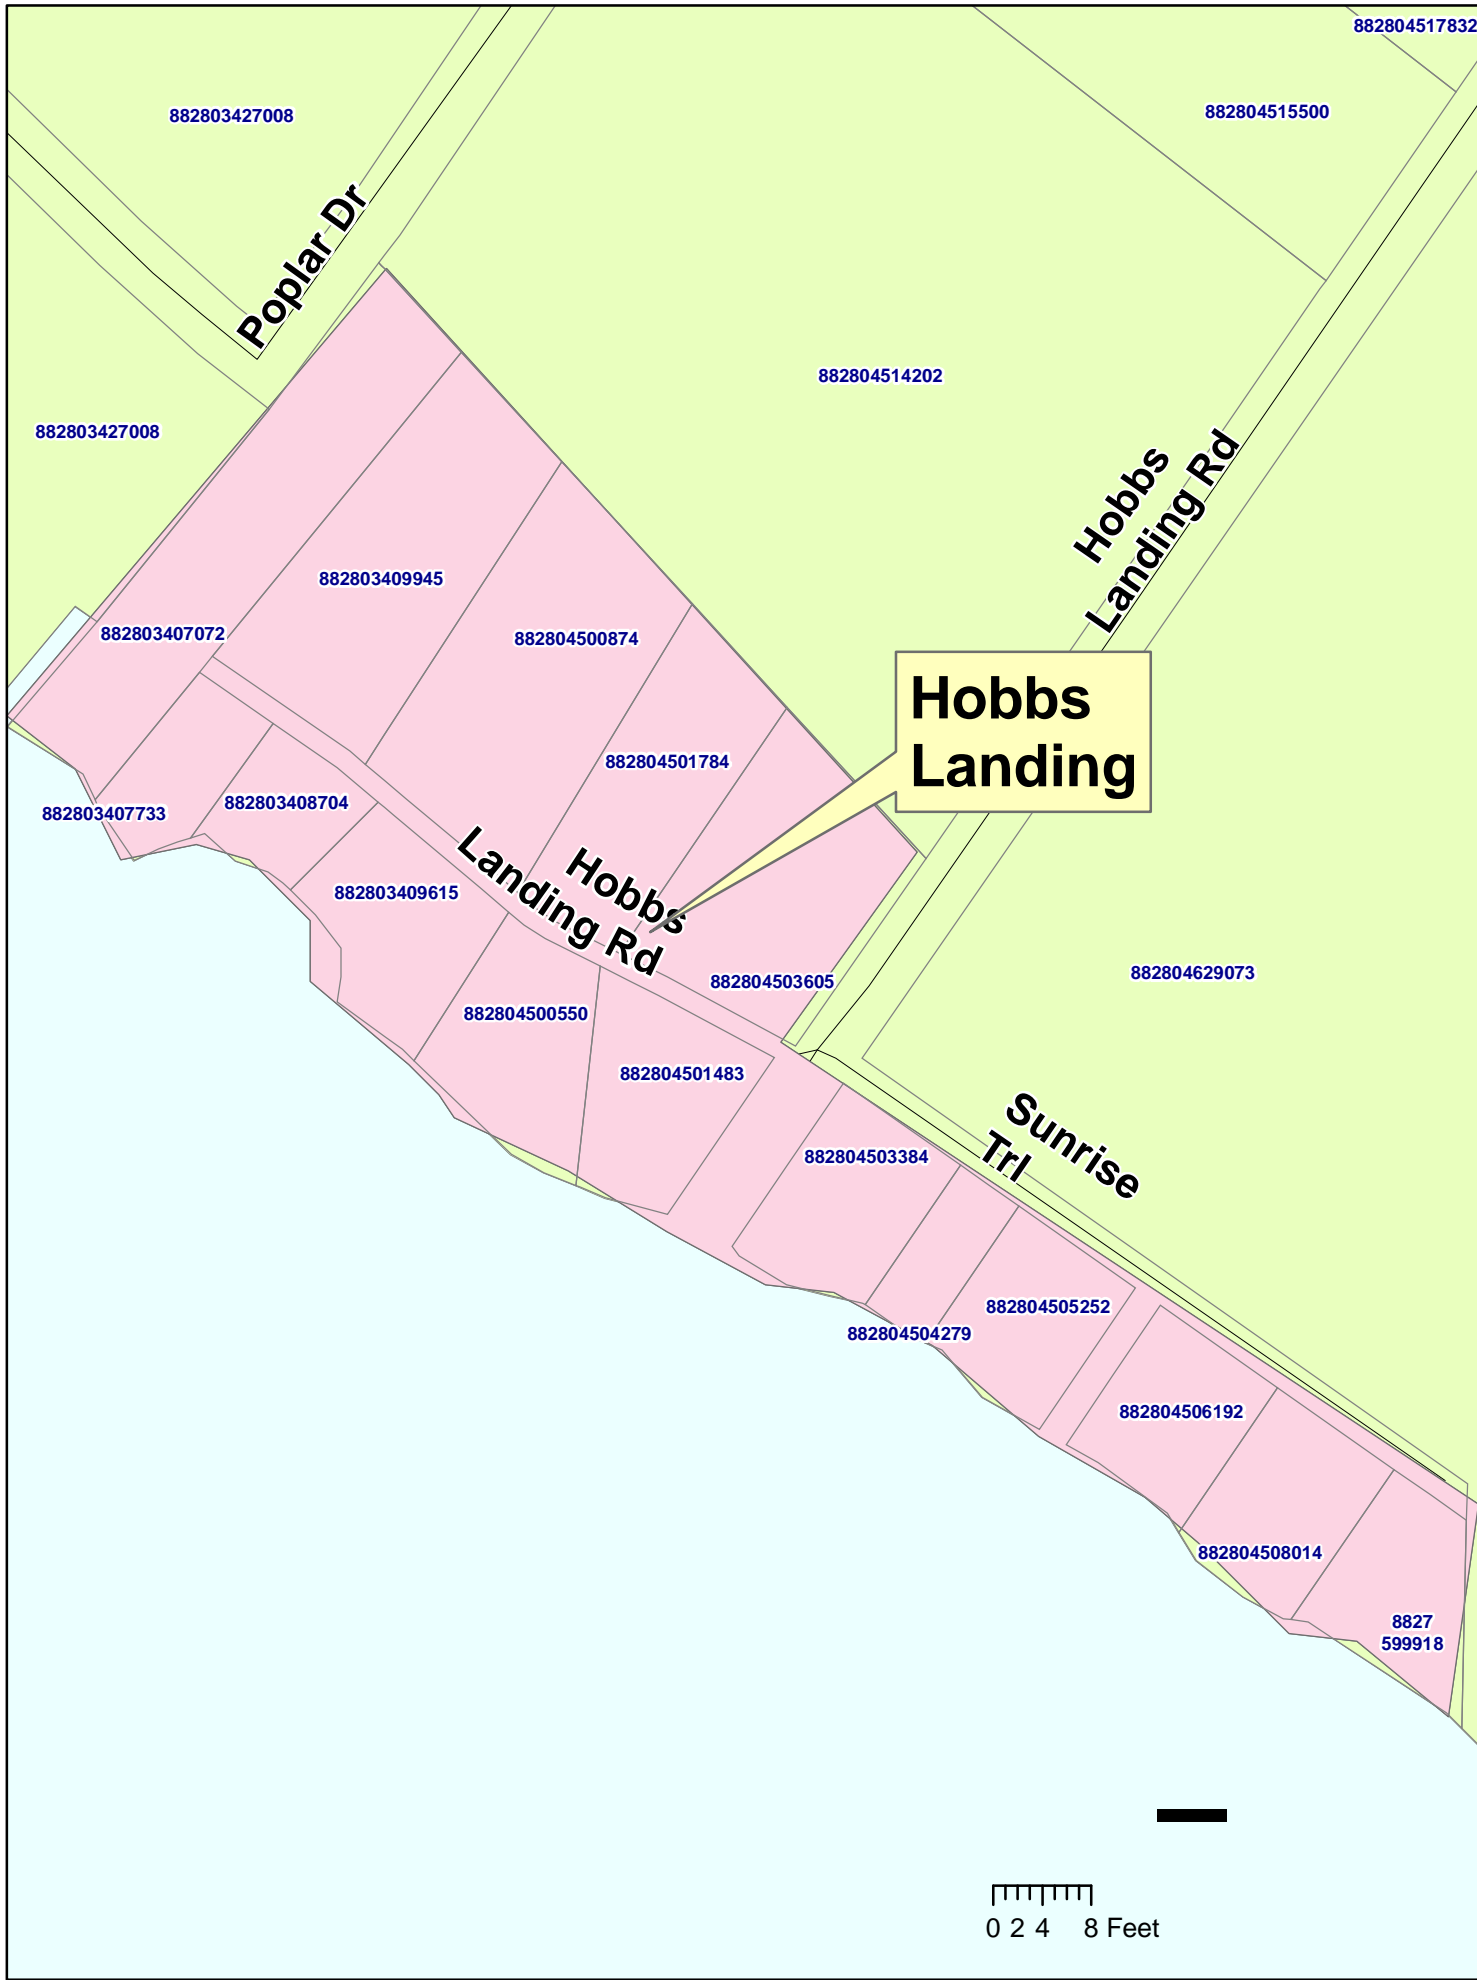 882804517832
882803427008
882804515500
Poplar Dr
882804514202
882803427008
Hobbs
Landing Rd
882803409945
882803407072
882804500874
Hobbs
Landing
882804501784
882803408704
882803407733
Hobbs
Landing Rd
882803409615
882804503605
882804629073
882804500550
882804501483
Sunrise
Trl
882804503384
882804505252
882804504279
882804506192
882804508014
8827
599918
0 2 4 8 Feet